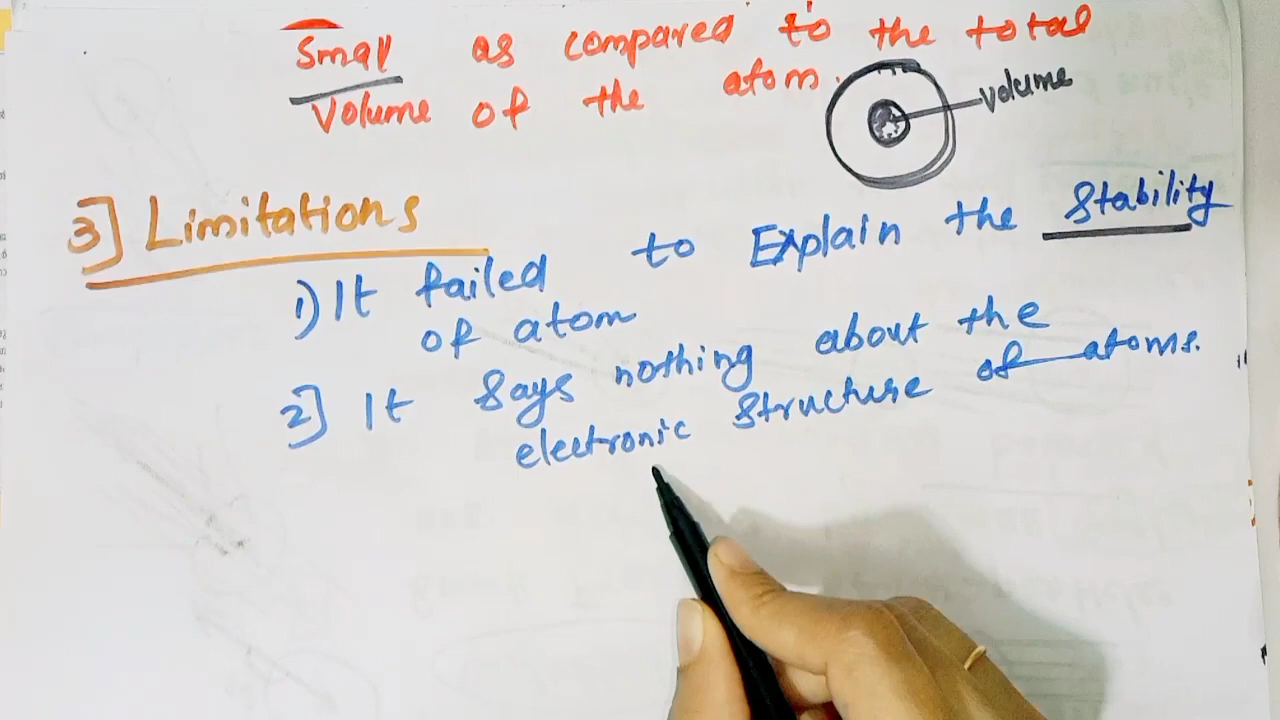 Small as compared to the total
Volume of the atom.
volume
3] Limitations
1) It failed to Explain the Stability
of atom
2] It says nothing about the
electronic structure of atoms.